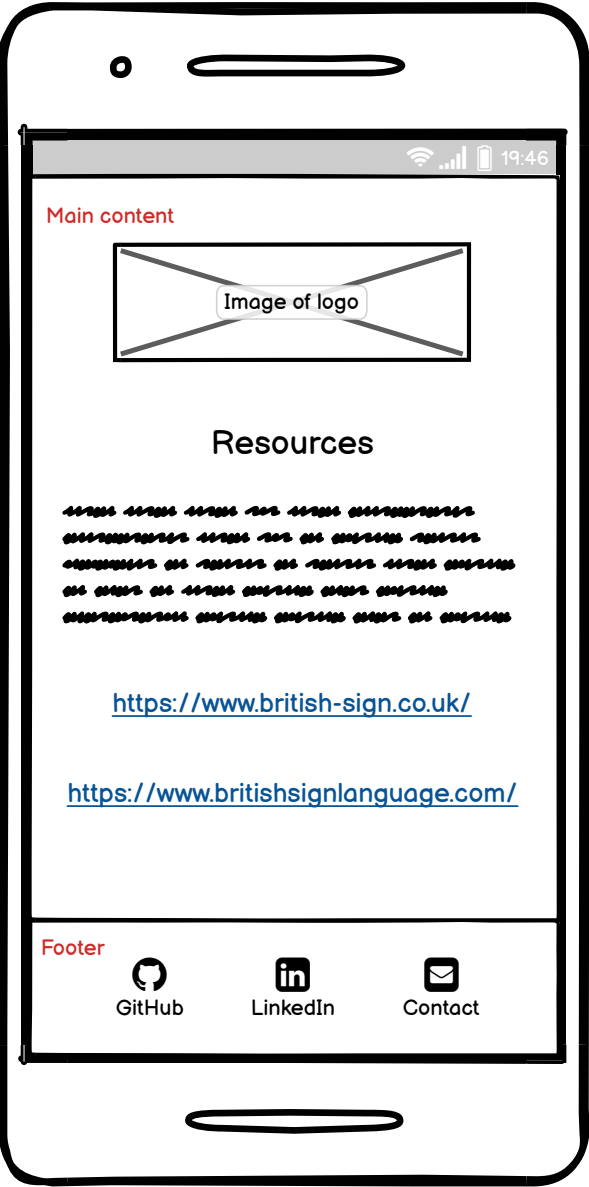 19:46
Main content
Image of logo
Resources
https://www.british-sign.co.uk/
https://www.britishsignlanguage.com/
Footer
GitHub LinkedIn Contact